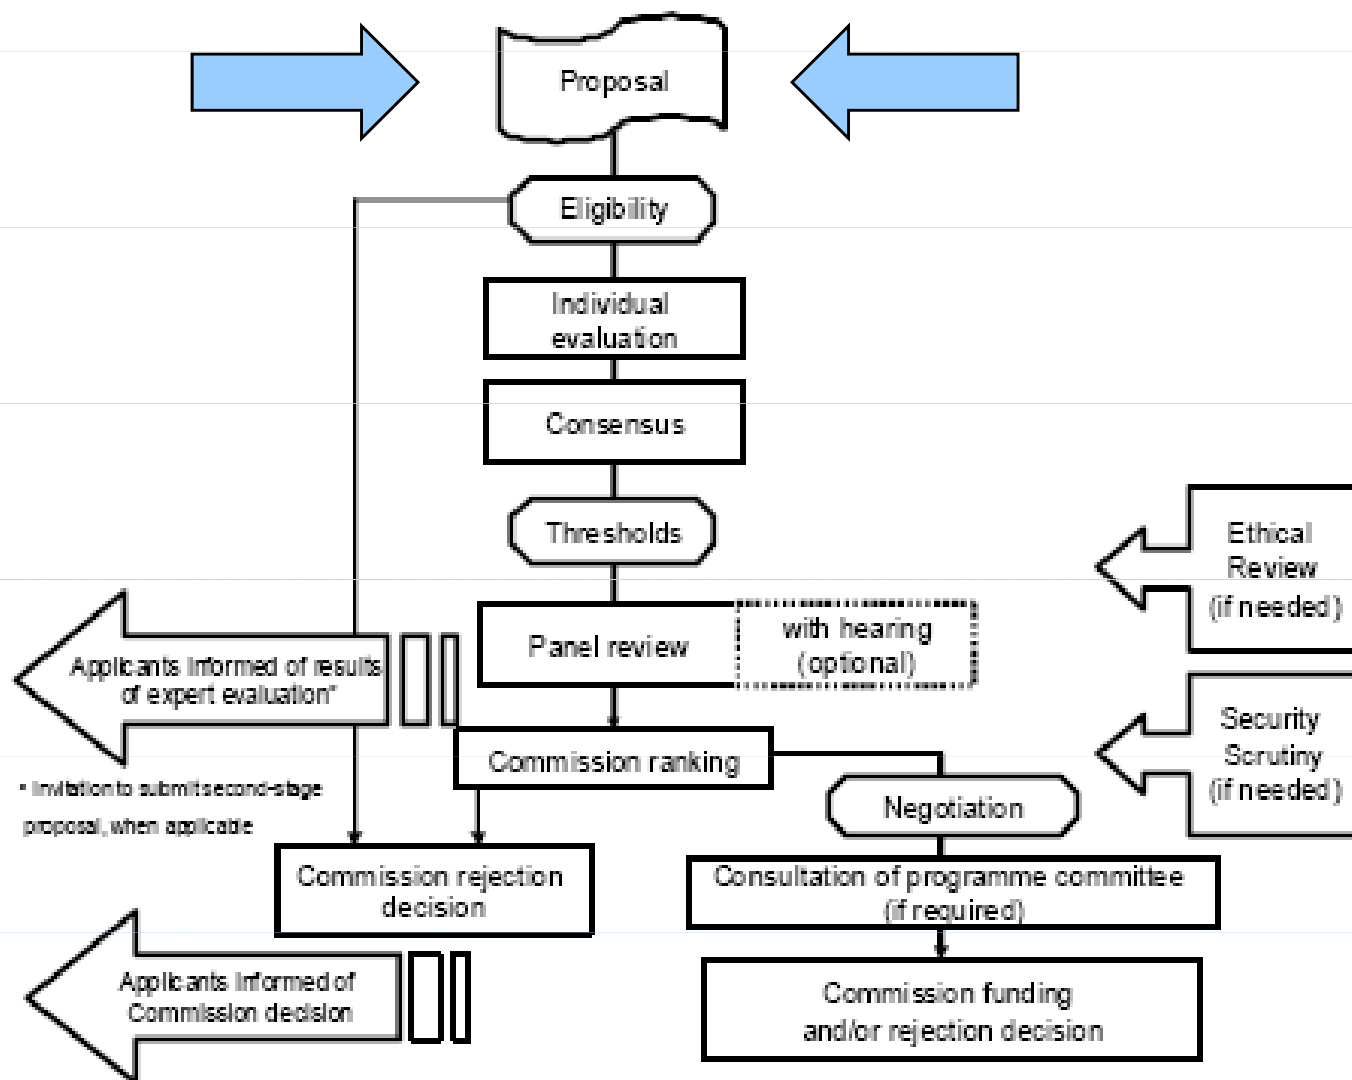 Proposal
Eligibility
Individual
evaluation
Consensus
Thresholds
Ethical
Review
(if needed)
Panel review
with hearing
(optional)
Applicants informed of results
of expert evaluation*
Security
Scrutiny
(if needed)
Commission ranking
* Invitation to submit second-stage
proposal, when applicable
Negotiation
Commission rejection
decision
Consultation of programme committee
(if required)
Applicants informed of
Commission decision
Commission funding
and/or rejection decision